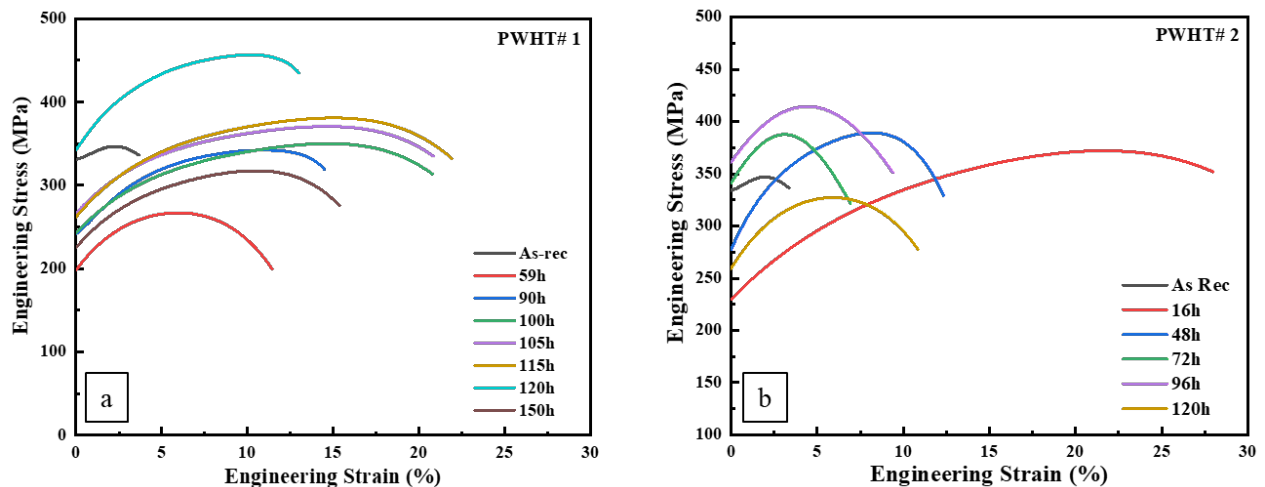 PWHT# 1
500
400
300
200
100
0
0
5
10
15
20
25
30
Engineering Stress (MPa)
Engineering Strain (%)
As-rec
59h
90h
100h
105h
115h
120h
150h
a
PWHT# 2
500
450
400
350
300
250
225
200
175
150
125
100
0
5
10
15
20
25
30
Engineering Stress (MPa)
Engineering Strain (%)
As Rec
16h
48h
72h
96h
120h
b